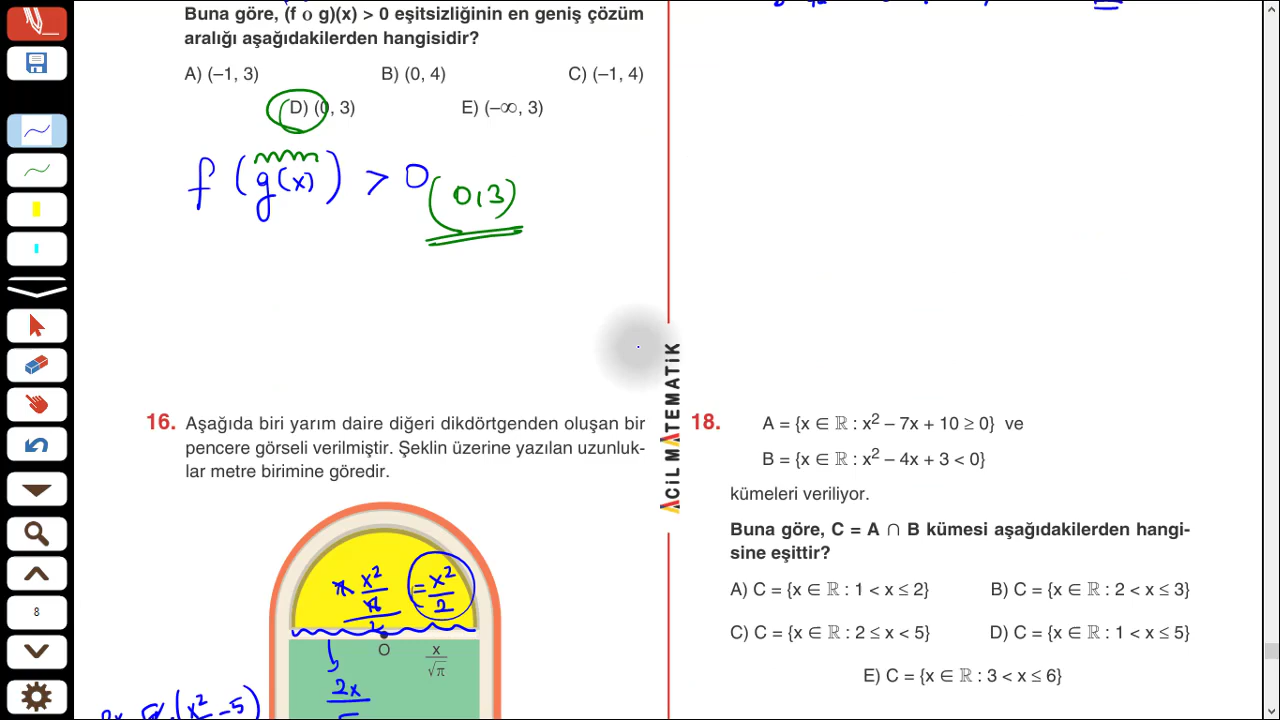 Buna göre, (f o g)(x) > 0 eşitsizliğinin en geniş çözüm
aralığı aşağıdakilerden hangisidir?
A) (–1, 3)
B) (0, 4)
C) (–1, 4)
D) (0, 3)
E) (–∞, 3)
f (g(x)) > 0
(0,3)
16. Aşağıda biri yarım daire diğeri dikdörtgenden oluşan bir
pencere görseli verilmiştir. Şeklin üzerine yazılan uzunluk-
lar metre birimine göredir.
= x²/2
O
x/√π
2x
(x² -5)
8
ACİLMATEMATİK
18. A = {x ∈ ℝ : x² – 7x + 10 ≥ 0} ve
B = {x ∈ ℝ : x² – 4x + 3 < 0}
kümeleri veriliyor.
Buna göre, C = A ∩ B kümesi aşağıdakilerden hangi-
sine eşittir?
A) C = {x ∈ ℝ : 1 < x ≤ 2}
B) C = {x ∈ ℝ : 2 < x ≤ 3}
C) C = {x ∈ ℝ : 2 ≤ x < 5}
D) C = {x ∈ ℝ : 1 < x ≤ 5}
E) C = {x ∈ ℝ : 3 < x ≤ 6}